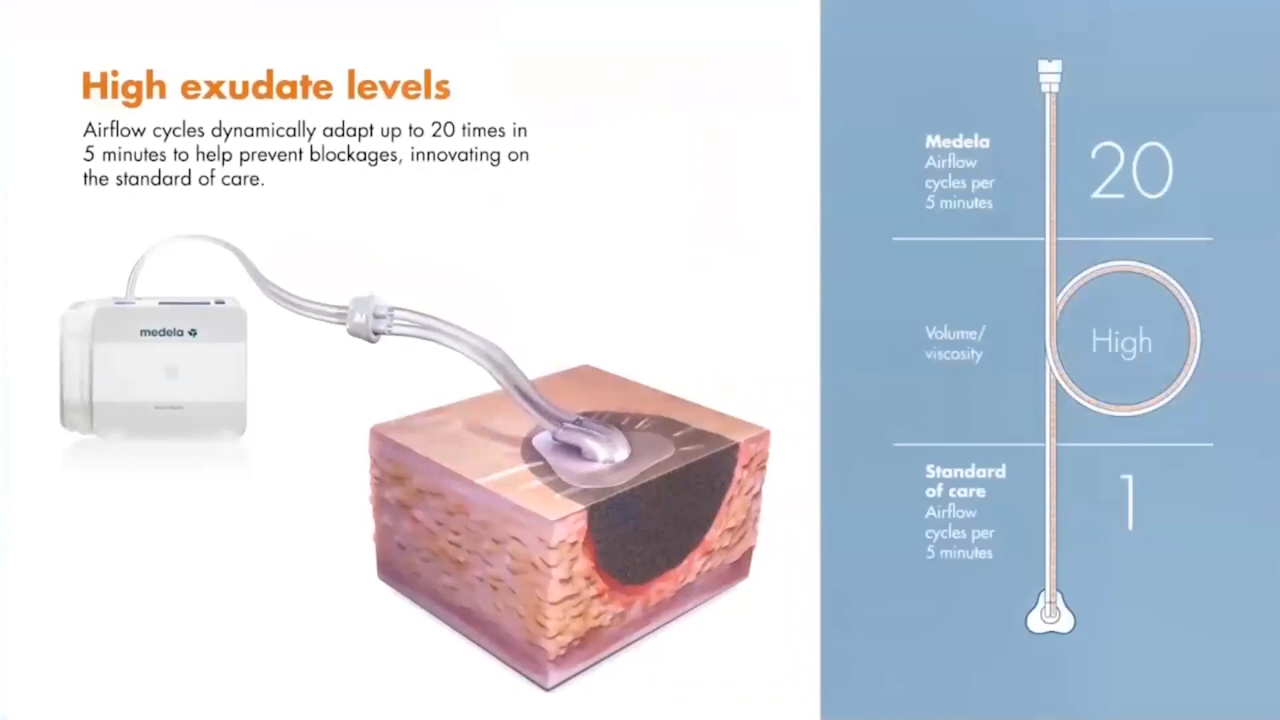 High exudate levels
Airflow cycles dynamically adapt up to 20 times in
5 minutes to help prevent blockages, innovating on
the standard of care.
medela
Medela
Airflow
cycles per
5 minutes
20
Volume/
viscosity
High
Standard
of care
Airflow
cycles per
5 minutes
1